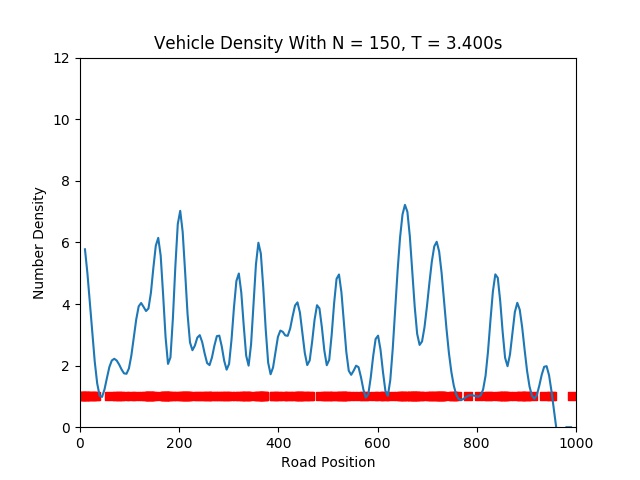 Vehicle Density With N = 150, T = 3.400s
12
10
8
6
4
2
0
Number Density
0 200 400 600 800 1000
Road Position